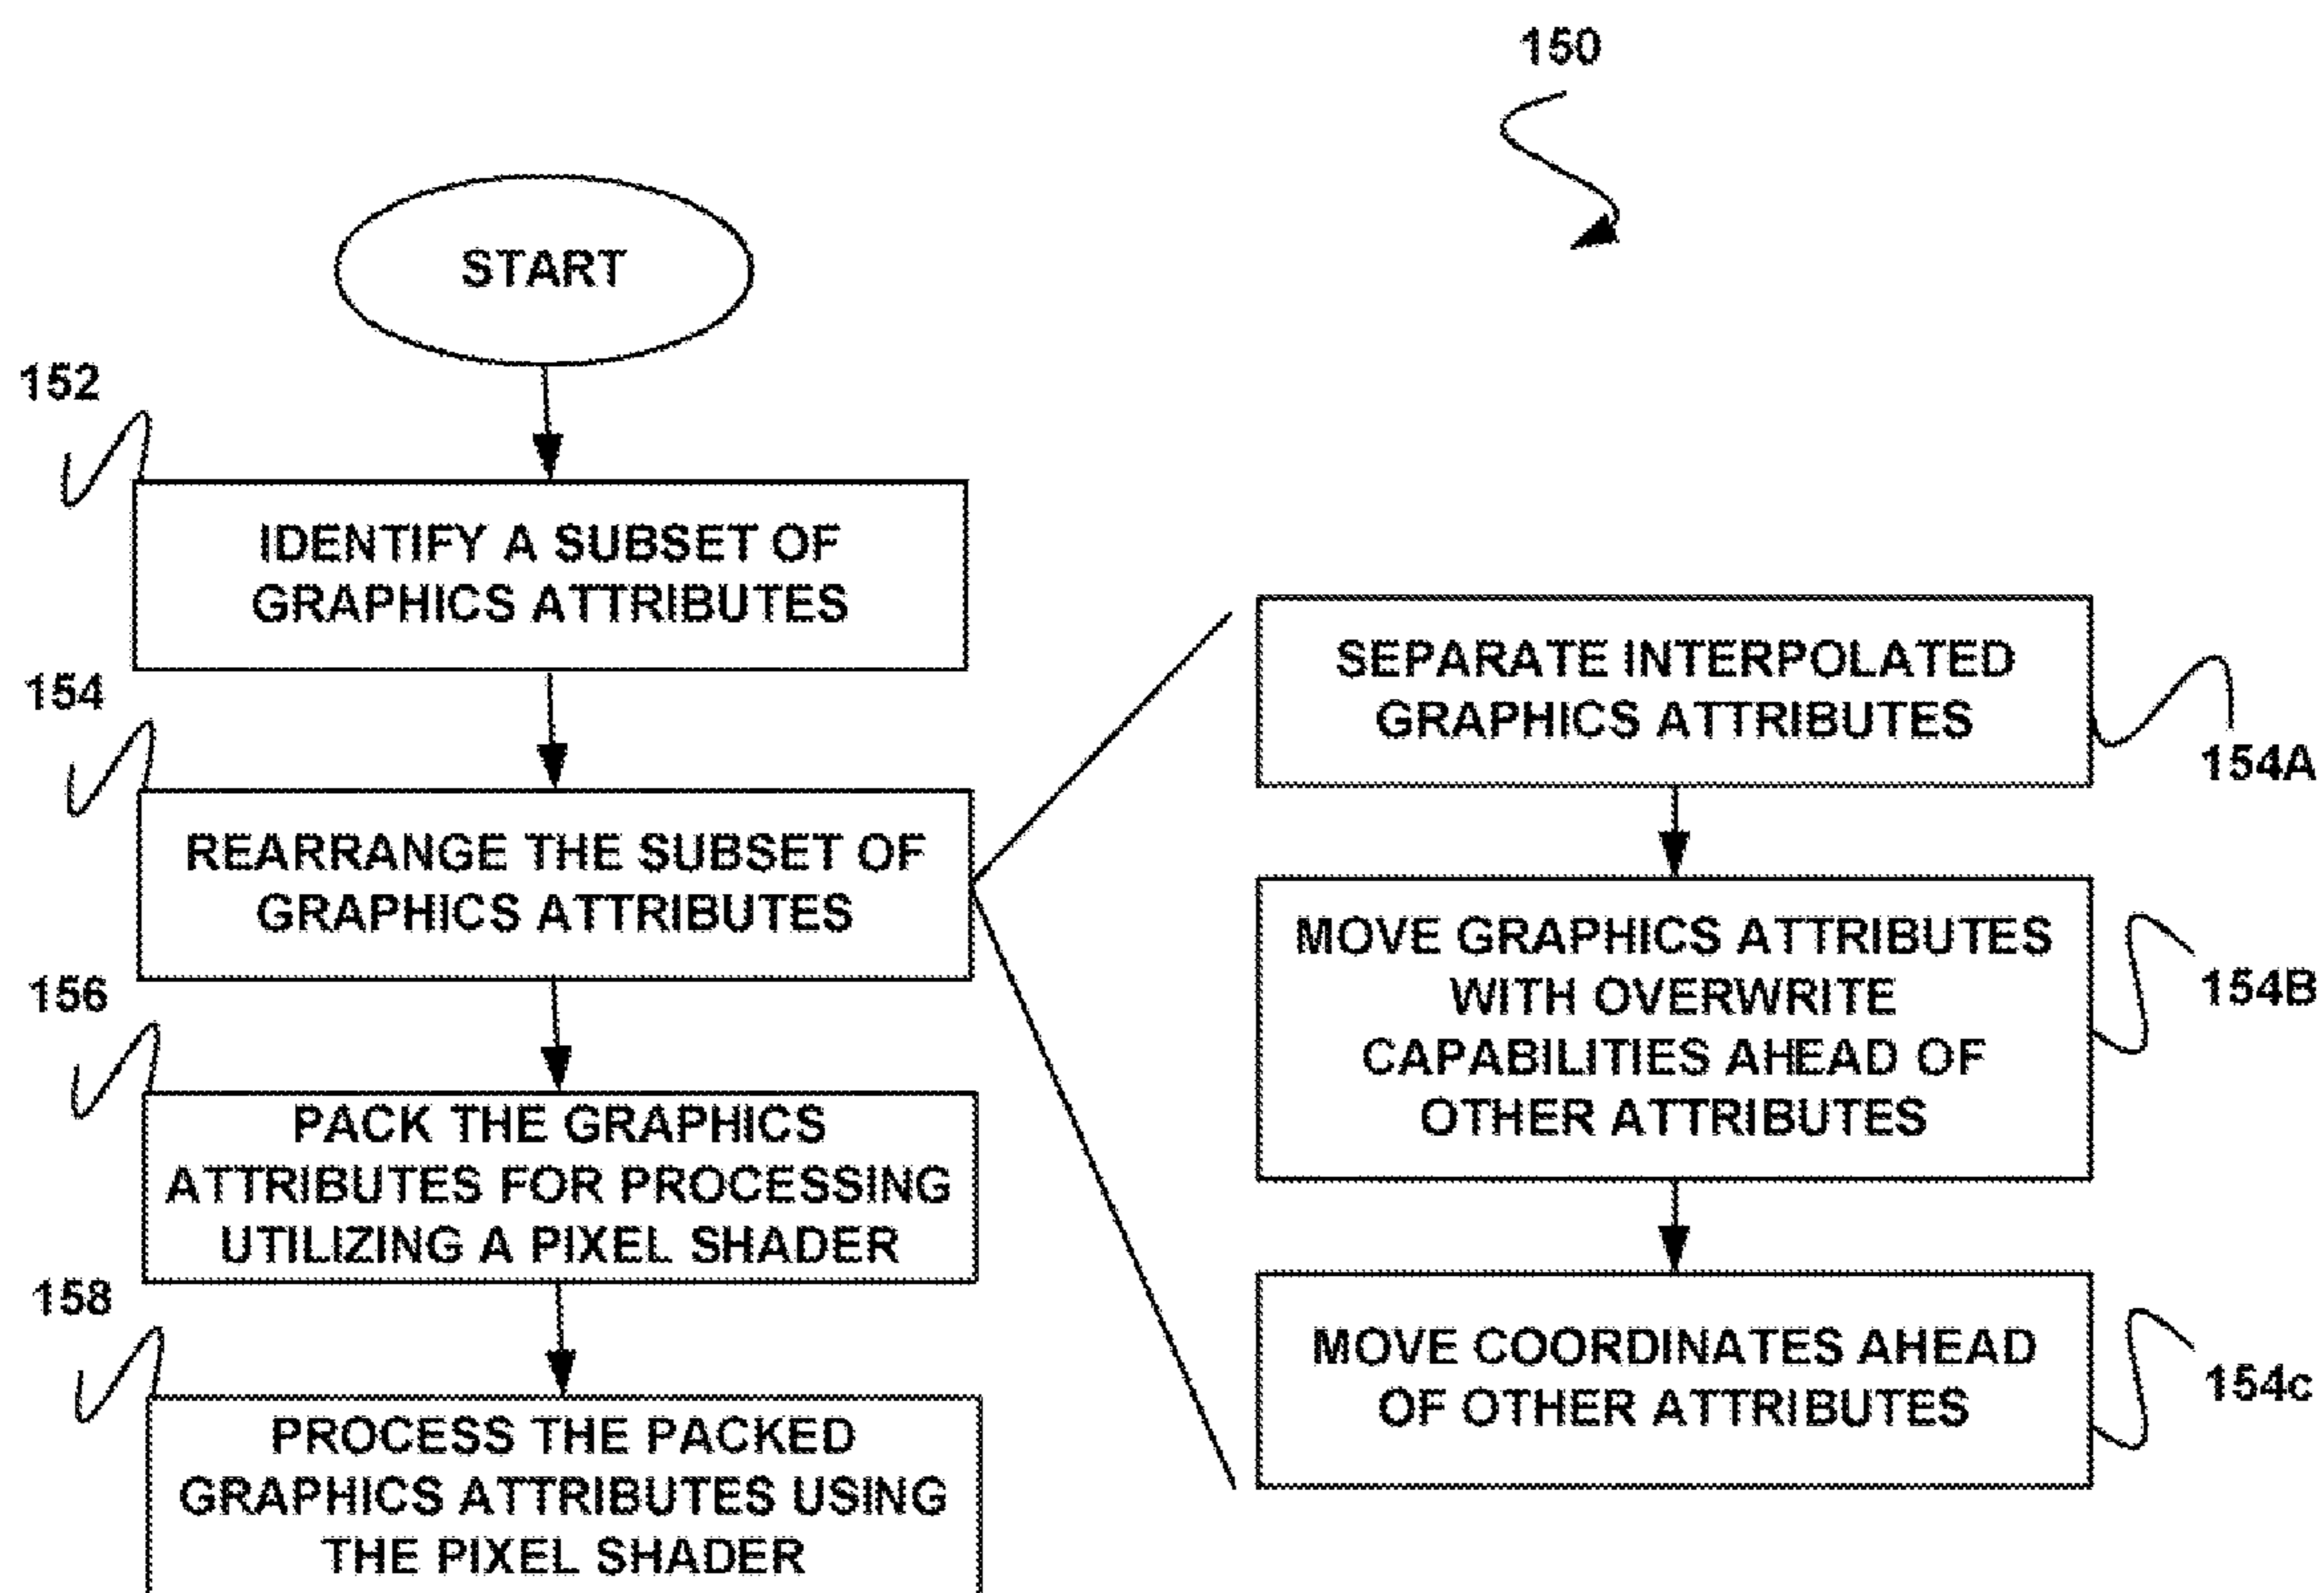 150
START
152
IDENTIFY A SUBSET OF
GRAPHICS ATTRIBUTES
154
REARRANGE THE SUBSET OF
GRAPHICS ATTRIBUTES
156
PACK THE GRAPHICS
ATTRIBUTES FOR PROCESSING
UTILIZING A PIXEL SHADER
158
PROCESS THE PACKED
GRAPHICS ATTRIBUTES USING
THE PIXEL SHADER
SEPARATE INTERPOLATED
GRAPHICS ATTRIBUTES
154A
MOVE GRAPHICS ATTRIBUTES
WITH OVERWRITE
CAPABILITIES AHEAD OF
OTHER ATTRIBUTES
154B
MOVE COORDINATES AHEAD
OF OTHER ATTRIBUTES
154c